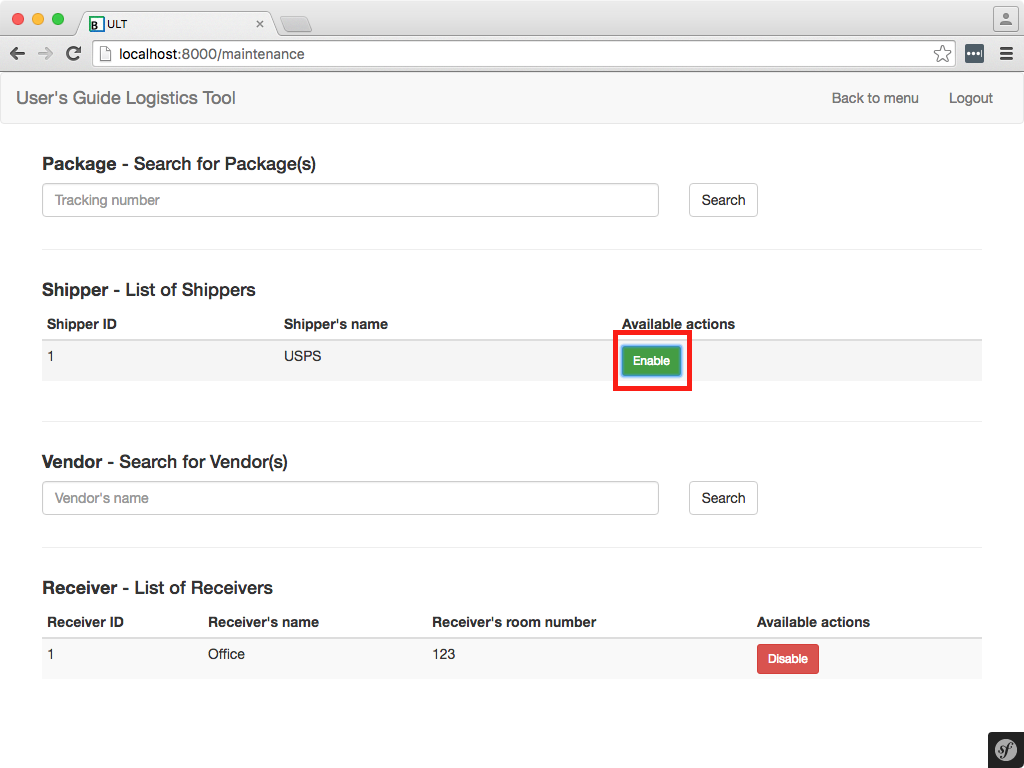 B ULT
localhost:8000/maintenance
User's Guide Logistics Tool Back to menu Logout
Package - Search for Package(s)
Tracking number Search
Shipper - List of Shippers
Shipper ID Shipper's name Available actions
1 USPS Enable
Vendor - Search for Vendor(s)
Vendor's name Search
Receiver - List of Receivers
Receiver ID Receiver's name Receiver's room number Available actions
1 Office 123 Disable
sf